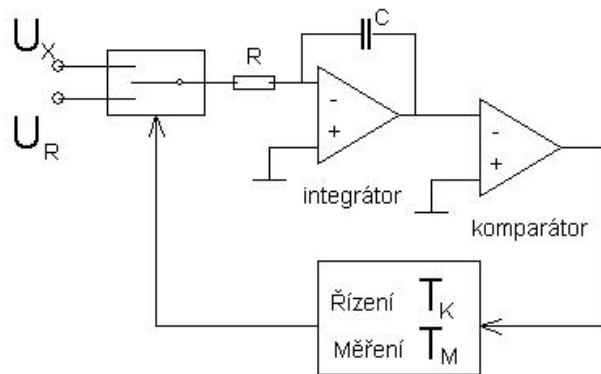 C
U_X
R
-
+
-
+
U_R
integrátor
komparátor
Řízení T_K
Měření T_M